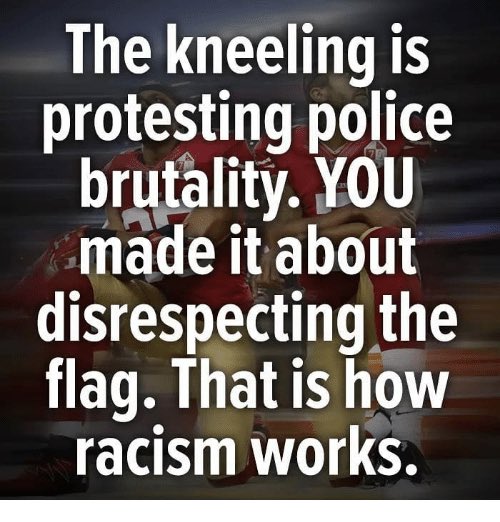 The kneeling is
protesting police
brutality. YOU
made it about
disrespecting the
flag. That is how
racism works.